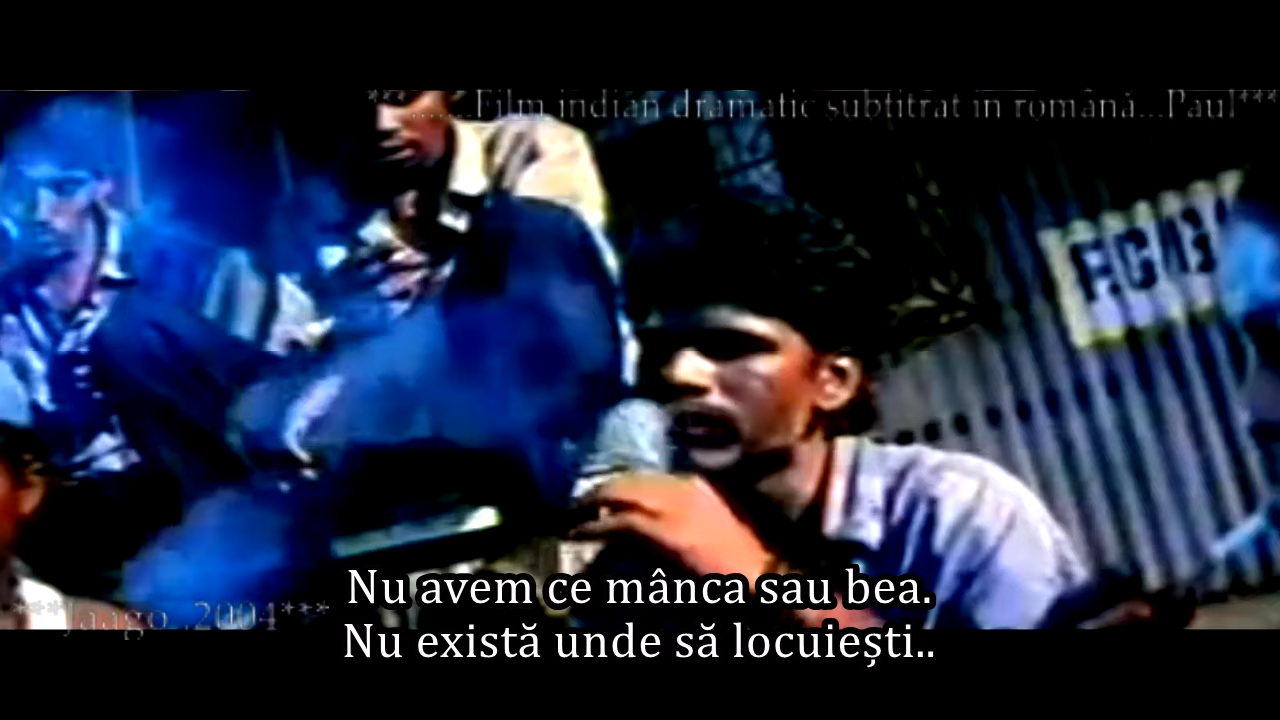 ***.......Film indian dramatic subtitrat in română...Paul***
***Jaago..2004***
Nu avem ce mânca sau bea.
Nu există unde să locuiești..